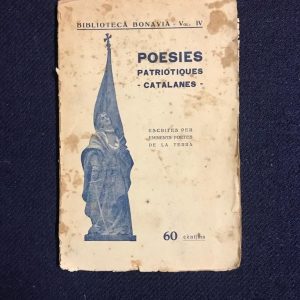 BIBLIOTECA BONAVIA - VOL. IV
POESIES
PATRIOTIQUES
- CATALANES -
ESCRITES PER
EMINENTS POETES
DE LA TERRA
60 cèntims